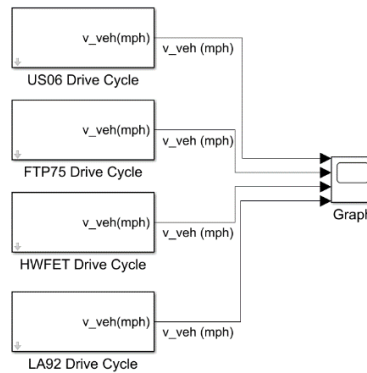 v_veh(mph)
v_veh (mph)
US06 Drive Cycle
v_veh(mph)
v_veh (mph)
FTP75 Drive Cycle
v_veh(mph)
v_veh (mph)
HWFET Drive Cycle
Graph
v_veh(mph)
v_veh (mph)
LA92 Drive Cycle